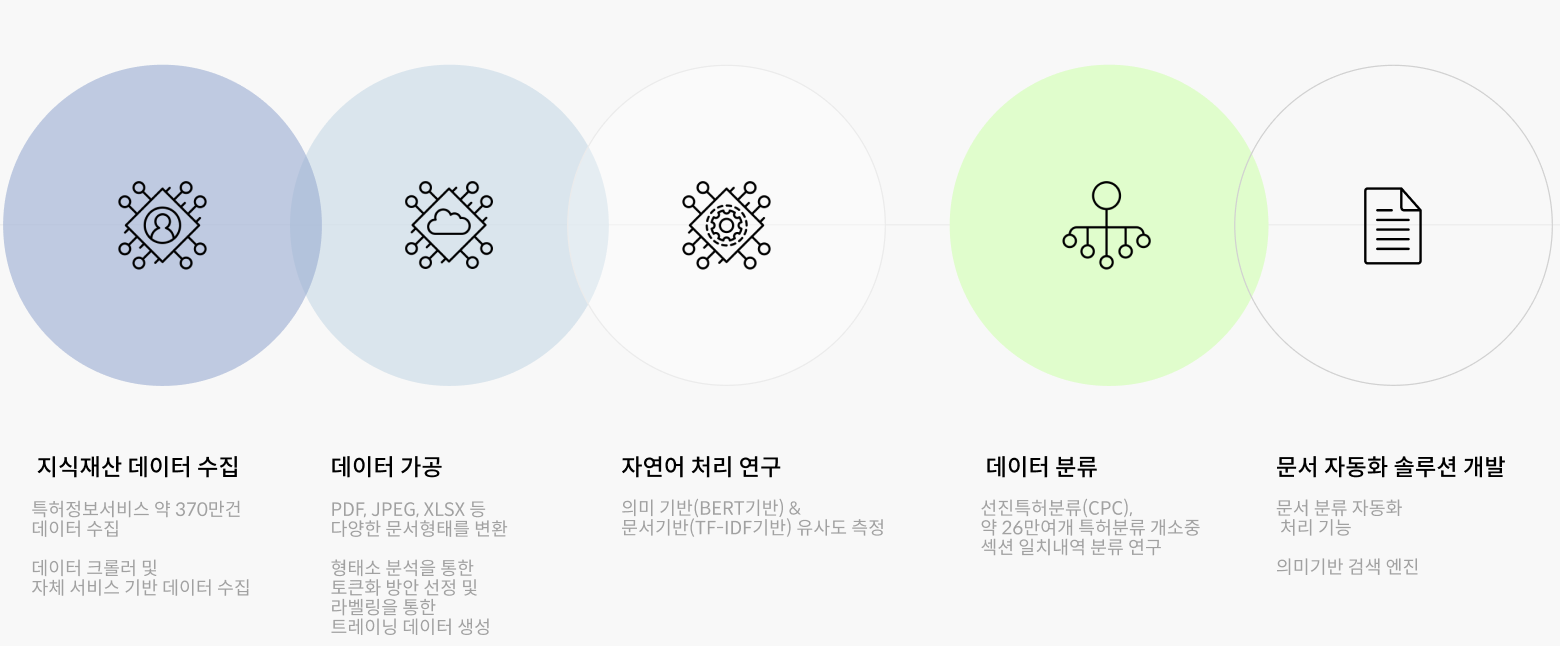 지식재산 데이터 수집
특허정보서비스 약 370만건
데이터 수집
데이터 크롤러 및
자체 서비스 기반 데이터 수집
데이터 가공
PDF, JPEG, XLSX 등
다양한 문서형태를 변환
형태소 분석을 통한
토큰화 방안 선정 및
라벨링을 통한
트레이닝 데이터 생성
자연어 처리 연구
의미 기반(BERT기반) &
문서기반(TF-IDF기반) 유사도 측정
데이터 분류
선진특허분류(CPC),
약 26만여개 특허분류 개소중
섹션 일치내역 분류 연구
문서 자동화 솔루션 개발
문서 분류 자동화
처리 기능
의미기반 검색 엔진